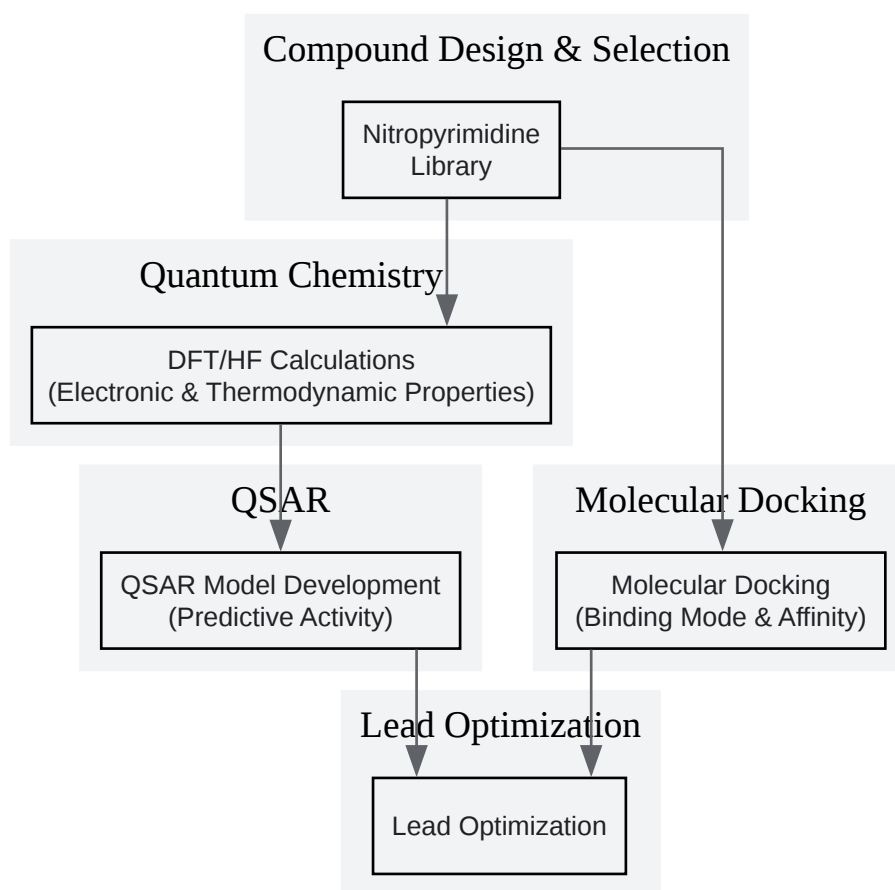 Compound Design & Selection
Nitropyrimidine
Library
Quantum Chemistry
DFT/HF Calculations
(Electronic & Thermodynamic Properties)
QSAR
QSAR Model Development
(Predictive Activity)
Molecular Docking
Molecular Docking
(Binding Mode & Affinity)
Lead Optimization
Lead Optimization